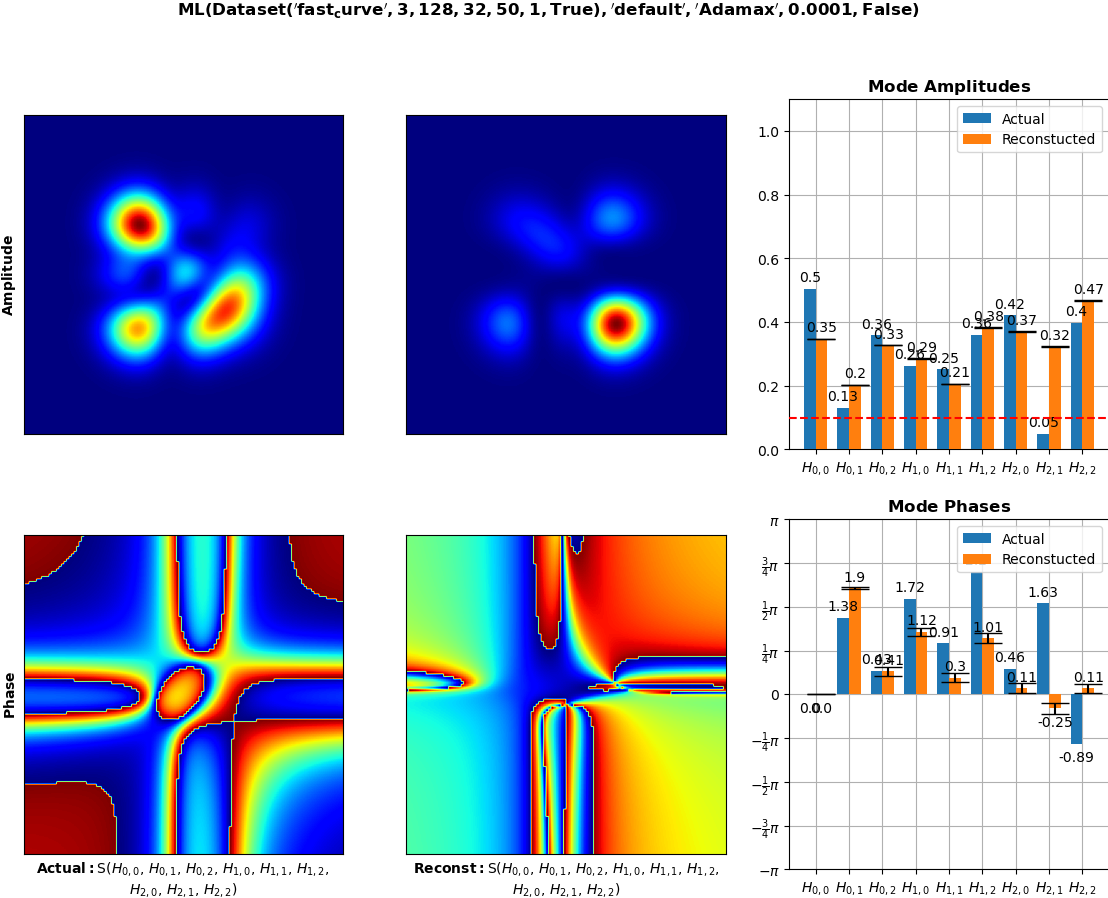 ML(Dataset('fast_curve', 3, 128, 32, 50, 1, True), 'default', 'Adamax', 0.0001, False)
Amplitude
Mode Amplitudes
Actual
Reconstucted
1.0
0.8
0.6
0.4
0.2
0.0
0.5
0.35
0.13
0.2
0.36
0.33
0.26
0.29
0.25
0.21
0.36
0.38
0.42
0.37
0.05
0.32
0.4
0.47
H0,0 H0,1 H0,2 H1,0 H1,1 H1,2 H2,0 H2,1 H2,2
Phase
Mode Phases
Actual
Reconstucted
π
3/4π
1/2π
1/4π
0
−1/4π
−1/2π
−3/4π
−π
0.0
0.0
1.38
1.9
0.43
0.41
1.72
1.12
0.91
0.3
1.01
0.46
0.11
1.63
-0.25
-0.89
0.11
H0,0 H0,1 H0,2 H1,0 H1,1 H1,2 H2,0 H2,1 H2,2
Actual: S(H0,0, H0,1, H0,2, H1,0, H1,1, H1,2,
H2,0, H2,1, H2,2)
Reconst: S(H0,0, H0,1, H0,2, H1,0, H1,1, H1,2,
H2,0, H2,1, H2,2)